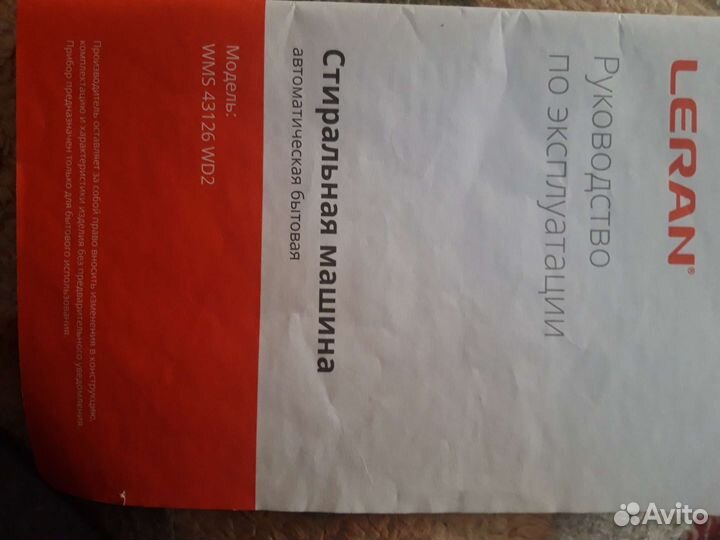 LERAN®
Руководство
по эксплуатации
Стиральная машина
автоматическая бытовая
Модель:
WMS 43126 WD2
Производитель оставляет за собой право вносить изменения в конструкцию,
комплектацию и характеристики изделия без предварительного уведомления.
Прибор предназначен только для бытового использования.
Avito